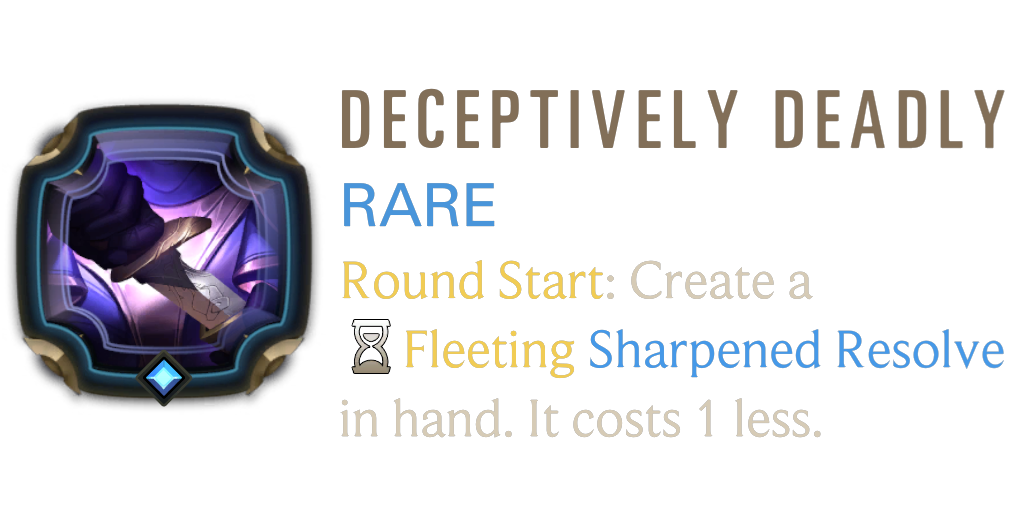 DECEPTIVELY DEADLY
RARE
Round Start: Create a
Fleeting Sharpened Resolve
in hand. It costs 1 less.